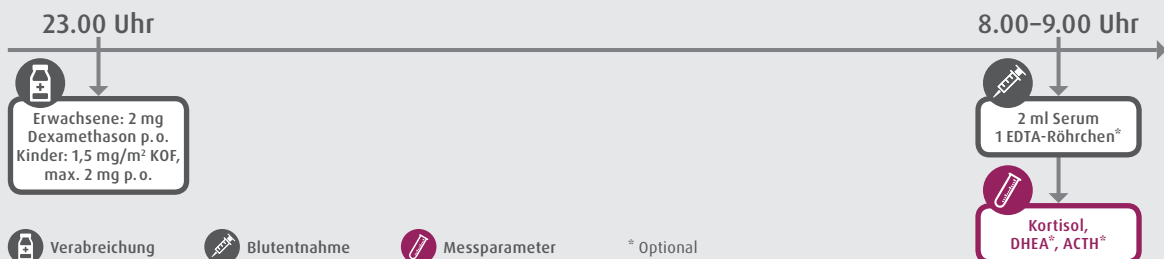 23.00 Uhr
8.00–9.00 Uhr
Erwachsene: 2 mg
Dexamethason p.o.
Kinder: 1,5 mg/m² KOF,
max. 2 mg p.o.
2 ml Serum
1 EDTA-Röhrchen*
Kortisol,
DHEA*, ACTH*
Verabreichung
Blutentnahme
Messparameter
* Optional